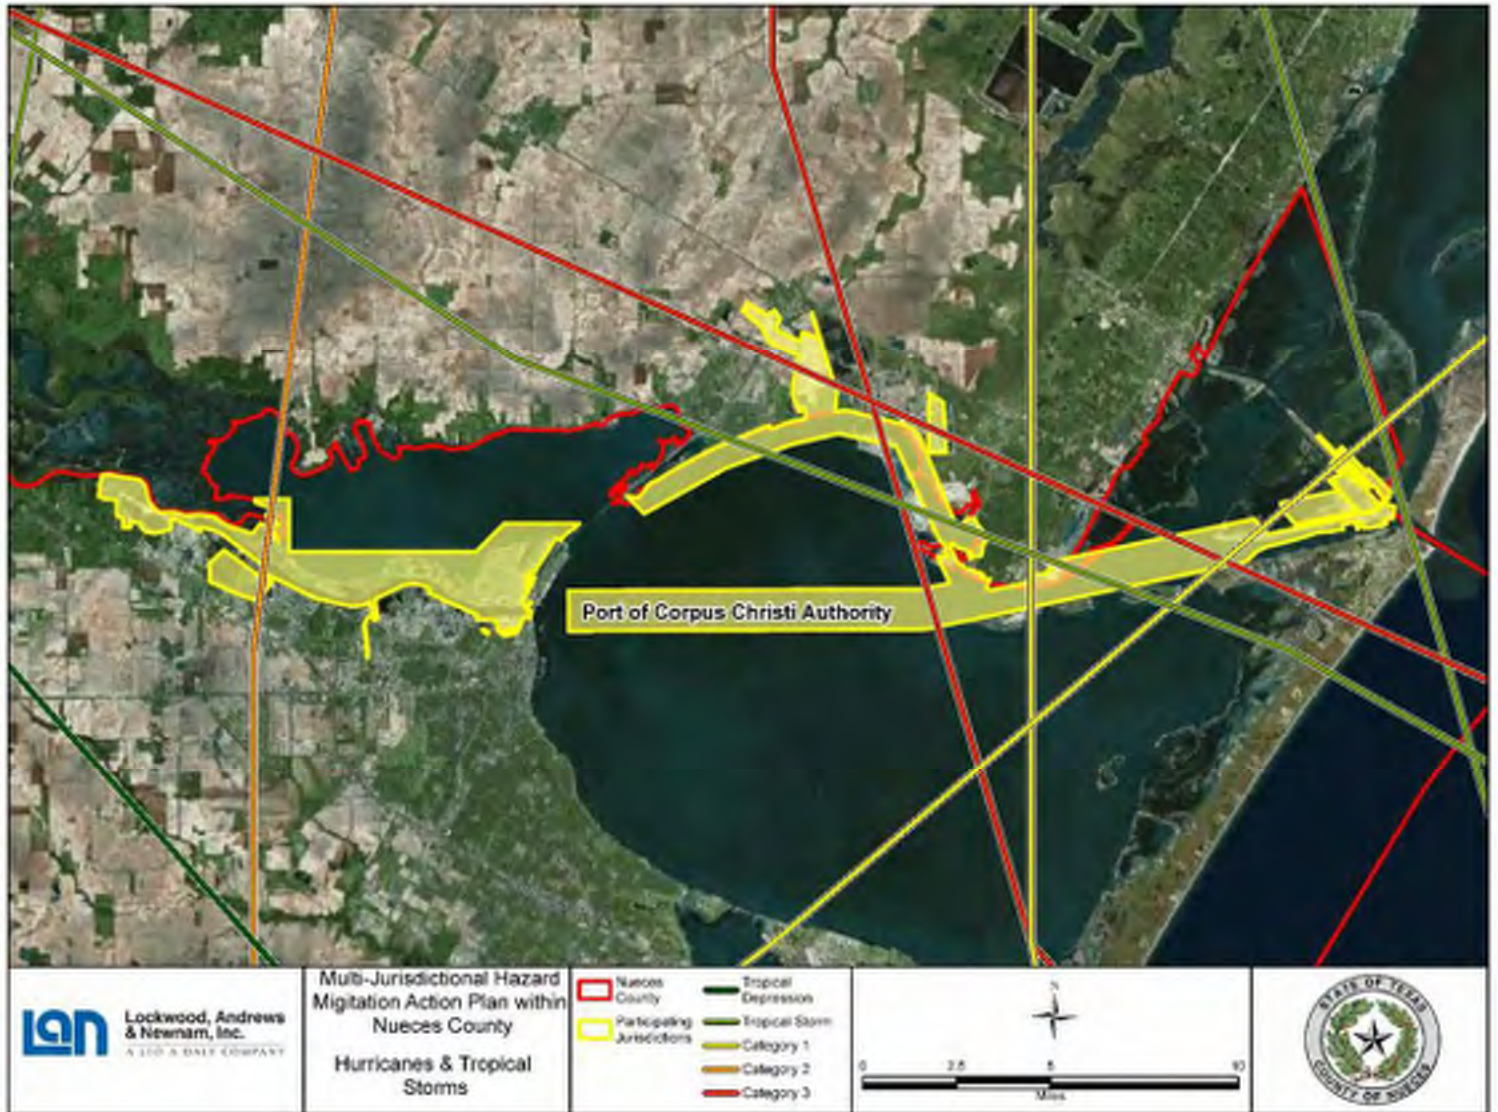 Port of Corpus Christi Authority
Lan
Lockwood, Andrews
& Newnam, Inc.
A LEO A DALY COMPANY
Multi-Jurisdictional Hazard
Migitation Action Plan within
Nueces County
Hurricanes & Tropical
Storms
Nueces
County
Participating
Jurisdictions
Tropical
Depression
Tropical Storm
Category 1
Category 2
Category 3
N
0 2.5 5 10
Miles
STATE OF TEXAS
COUNTY OF NUECES